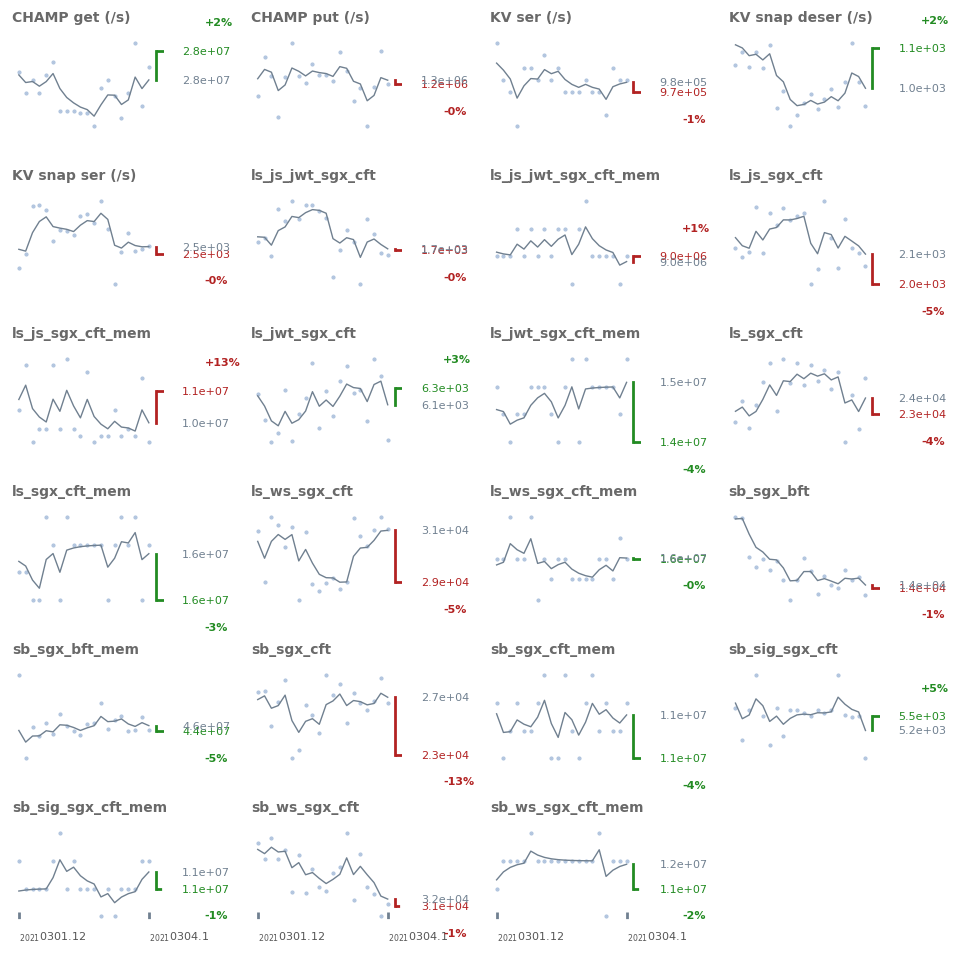 CHAMP get (/s)
+2%
2.8e+07
2.8e+07
CHAMP put (/s)
1.3e+06
1.2e+06
-0%
KV ser (/s)
9.8e+05
9.7e+05
-1%
KV snap deser (/s)
+2%
1.1e+03
1.0e+03
KV snap ser (/s)
2.5e+03
2.5e+03
-0%
ls_js_jwt_sgx_cft
1.7e+03
-0%
ls_js_jwt_sgx_cft_mem
+1%
9.0e+06
9.0e+06
ls_js_sgx_cft
2.1e+03
2.0e+03
-5%
ls_js_sgx_cft_mem
+13%
1.1e+07
1.0e+07
ls_jwt_sgx_cft
+3%
6.3e+03
6.1e+03
ls_jwt_sgx_cft_mem
1.5e+07
1.4e+07
-4%
ls_sgx_cft
2.4e+04
2.3e+04
-4%
ls_sgx_cft_mem
1.6e+07
1.6e+07
-3%
ls_ws_sgx_cft
3.1e+04
2.9e+04
-5%
ls_ws_sgx_cft_mem
1.6e+07
-0%
sb_sgx_bft
1.4e+04
1.4e+04
-1%
sb_sgx_bft_mem
4.6e+07
4.4e+07
-5%
sb_sgx_cft
2.7e+04
2.3e+04
-13%
sb_sgx_cft_mem
1.1e+07
1.1e+07
-4%
sb_sig_sgx_cft
+5%
5.5e+03
5.2e+03
sb_sig_sgx_cft_mem
1.1e+07
1.1e+07
-1%
2021 0301.12
2021 0304.1
sb_ws_sgx_cft
3.2e+04
3.1e+04
-1%
2021 0301.12
2021 0304.1
sb_ws_sgx_cft_mem
1.2e+07
1.1e+07
-2%
2021 0301.12
2021 0304.1